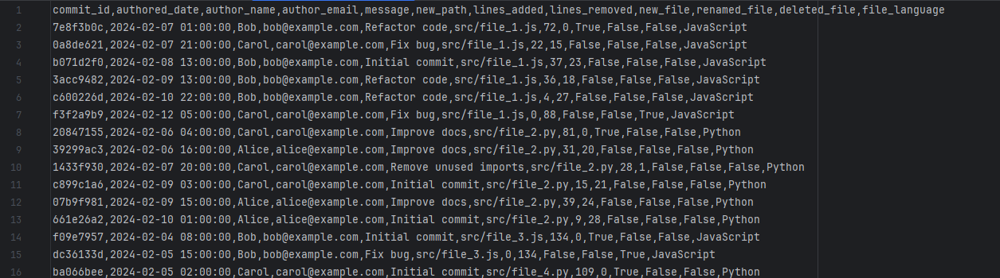 1 commit_id,authored_date,author_name,author_email,message,new_path,lines_added,lines_removed,new_file,renamed_file,deleted_file,file_language
2 7e8f3b0c,2024-02-07 01:00:00,Bob,bob@example.com,Refactor code,src/file_1.js,72,0,True,False,False,JavaScript
3 0a8de621,2024-02-07 21:00:00,Carol,carol@example.com,Fix bug,src/file_1.js,22,15,False,False,False,JavaScript
4 b071d2f0,2024-02-08 13:00:00,Bob,bob@example.com,Initial commit,src/file_1.js,37,23,False,False,False,JavaScript
5 3acc9482,2024-02-09 13:00:00,Bob,bob@example.com,Refactor code,src/file_1.js,36,18,False,False,False,JavaScript
6 c600226d,2024-02-10 22:00:00,Bob,bob@example.com,Refactor code,src/file_1.js,4,27,False,False,False,JavaScript
7 f3f2a9b9,2024-02-12 05:00:00,Carol,carol@example.com,Fix bug,src/file_1.js,0,88,False,False,True,JavaScript
8 20847155,2024-02-06 04:00:00,Carol,carol@example.com,Improve docs,src/file_2.py,81,0,True,False,False,Python
9 39299ac3,2024-02-06 16:00:00,Alice,alice@example.com,Improve docs,src/file_2.py,31,20,False,False,False,Python
10 1433f930,2024-02-07 20:00:00,Carol,carol@example.com,Remove unused imports,src/file_2.py,28,1,False,False,False,Python
11 c899c1a6,2024-02-09 03:00:00,Carol,carol@example.com,Initial commit,src/file_2.py,15,21,False,False,False,Python
12 07b9f981,2024-02-09 15:00:00,Alice,alice@example.com,Improve docs,src/file_2.py,39,24,False,False,False,Python
13 661e26a2,2024-02-10 01:00:00,Alice,alice@example.com,Initial commit,src/file_2.py,9,28,False,False,False,Python
14 f09e7957,2024-02-04 08:00:00,Bob,bob@example.com,Initial commit,src/file_3.js,134,0,True,False,False,JavaScript
15 dc36133d,2024-02-05 15:00:00,Bob,bob@example.com,Fix bug,src/file_3.js,0,134,False,False,True,JavaScript
16 ba066bee,2024-02-05 02:00:00,Carol,carol@example.com,Initial commit,src/file_4.py,109,0,True,False,False,Python